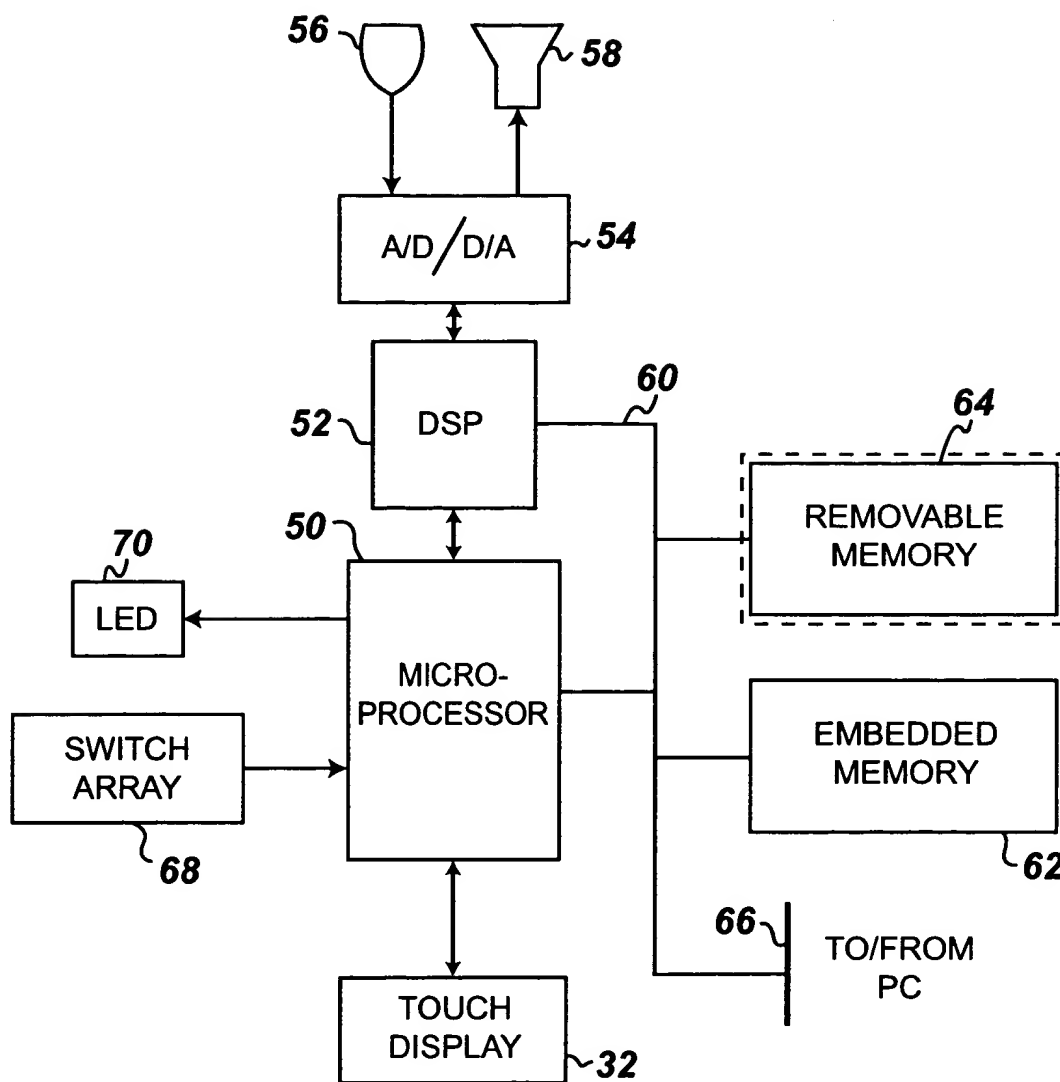 56
58
A/D/D/A
54
DSP
52
60
64
REMOVABLE
MEMORY
50
70
LED
MICRO-
PROCESSOR
SWITCH
ARRAY
68
EMBEDDED
MEMORY
62
66
TO/FROM
PC
TOUCH
DISPLAY
32